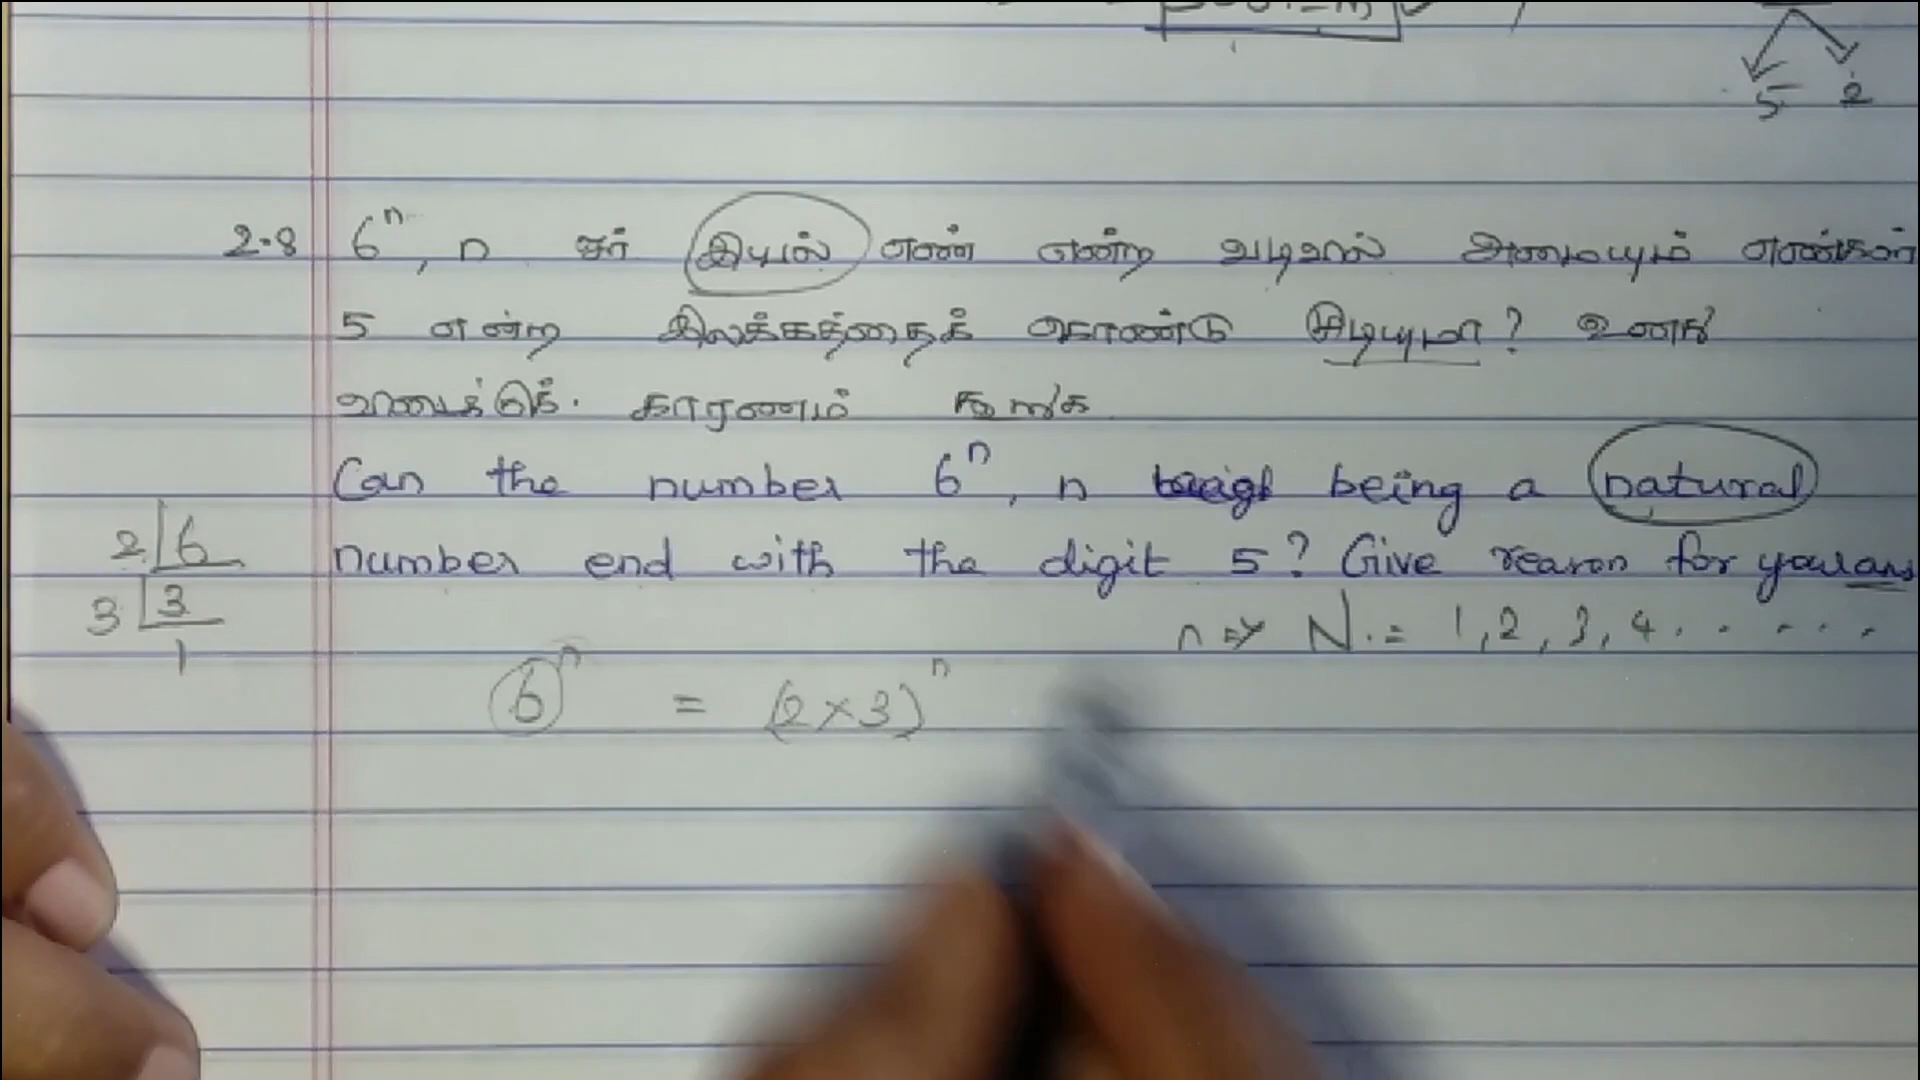 5 2
2.8 6ⁿ, n ஓர் இயல் எண் என்ற வடிவில் அமையும் எண்கள்
5 என்ற இலக்கத்தைக் கொண்டு முடியுமா? உனது
காரணம் கூறுக
Can the number 6ⁿ, n being a natural
number end with the digit 5? Give reason for your ans
n ⇒ N = 1, 2, 3, 4. . . . . .
2 6
3 3
1
6ⁿ = (2 × 3)ⁿ